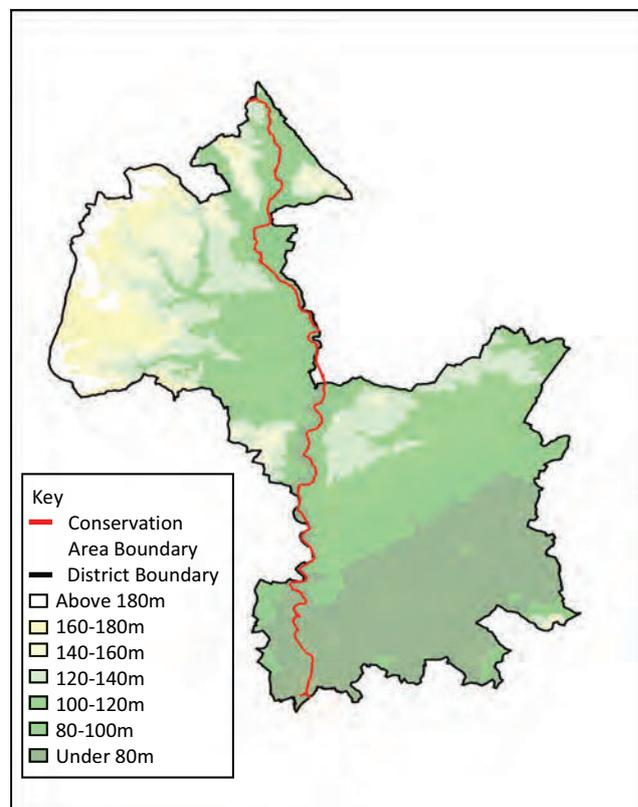 Key
Conservation
Area Boundary
District Boundary
Above 180m
160-180m
140-160m
120-140m
100-120m
80-100m
Under 80m